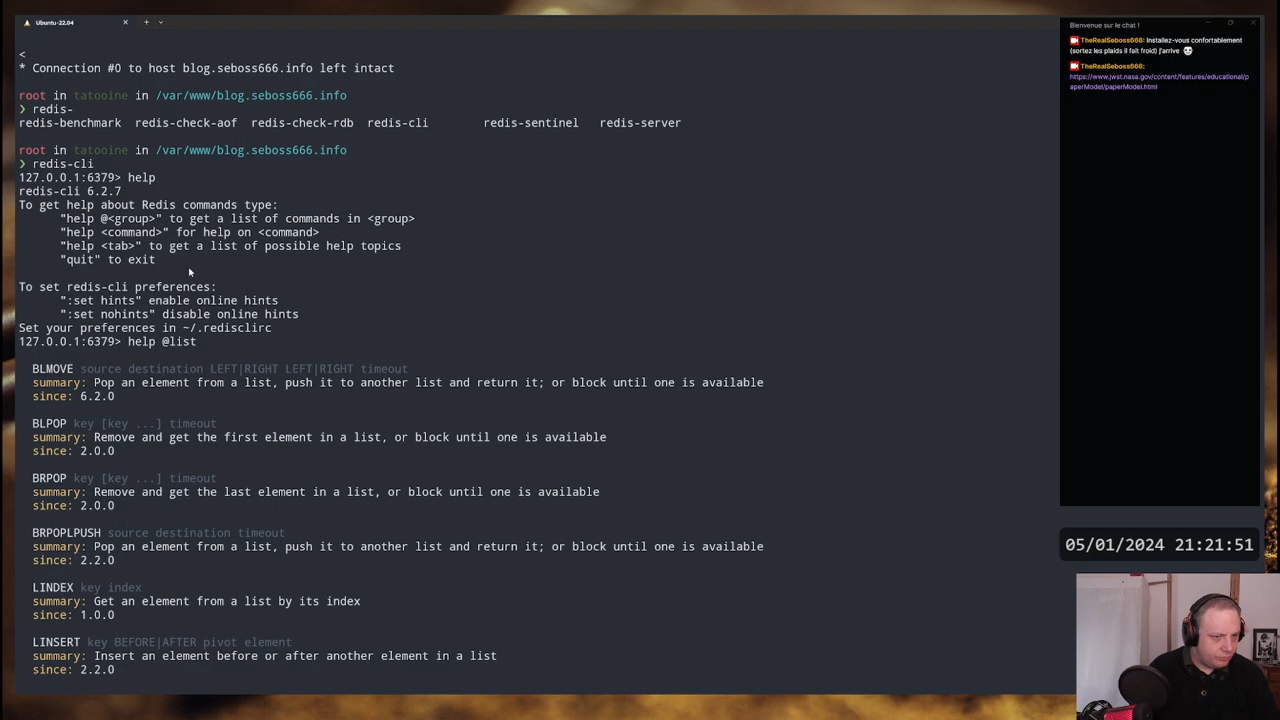 Ubuntu-22.04
<
* Connection #0 to host blog.seboss666.info left intact
root in tatooine in /var/www/blog.seboss666.info
❯ redis-
redis-benchmark redis-check-aof redis-check-rdb redis-cli redis-sentinel redis-server
root in tatooine in /var/www/blog.seboss666.info
❯ redis-cli
127.0.0.1:6379> help
redis-cli 6.2.7
To get help about Redis commands type:
"help @<group>" to get a list of commands in <group>
"help <command>" for help on <command>
"help <tab>" to get a list of possible help topics
"quit" to exit
To set redis-cli preferences:
":set hints" enable online hints
":set nohints" disable online hints
Set your preferences in ~/.redisclirc
127.0.0.1:6379> help @list
BLMOVE source destination LEFT|RIGHT LEFT|RIGHT timeout
summary: Pop an element from a list, push it to another list and return it; or block until one is available
since: 6.2.0
BLPOP key [key ...] timeout
summary: Remove and get the first element in a list, or block until one is available
since: 2.0.0
BRPOP key [key ...] timeout
summary: Remove and get the last element in a list, or block until one is available
since: 2.0.0
BRPOPLPUSH source destination timeout
summary: Pop an element from a list, push it to another list and return it; or block until one is available
since: 2.2.0
LINDEX key index
summary: Get an element from a list by its index
since: 1.0.0
LINSERT key BEFORE|AFTER pivot element
summary: Insert an element before or after another element in a list
since: 2.2.0
Bienvenue sur le chat !
TheRealSeboss666: Installez-vous confortablement
(sortez les plaids il fait froid) j'arrive
TheRealSeboss666:
https://www.jwst.nasa.gov/content/features/educational/p
aperModel/paperModel.html
05/01/2024 21:21:51